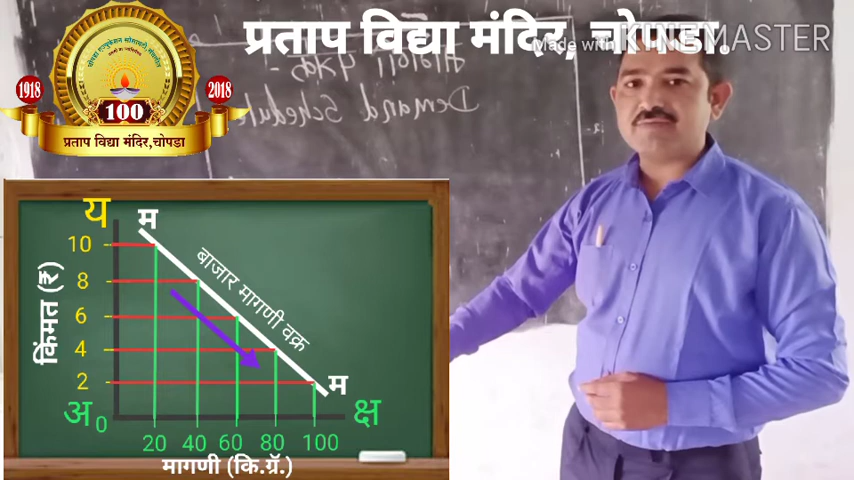 प्रताप विद्या मंदिर, चोपडा.
Made with KINEMASTER
1918
2018
100
प्रताप विद्या मंदिर,चोपडा
Demand Schedule
य
म
10
8
6
4
2
किंमत (₹)
बाजार मागणी वक्र
म
अ
0
क्ष
20 40 60 80 100
मागणी (कि.ग्रॅ.)